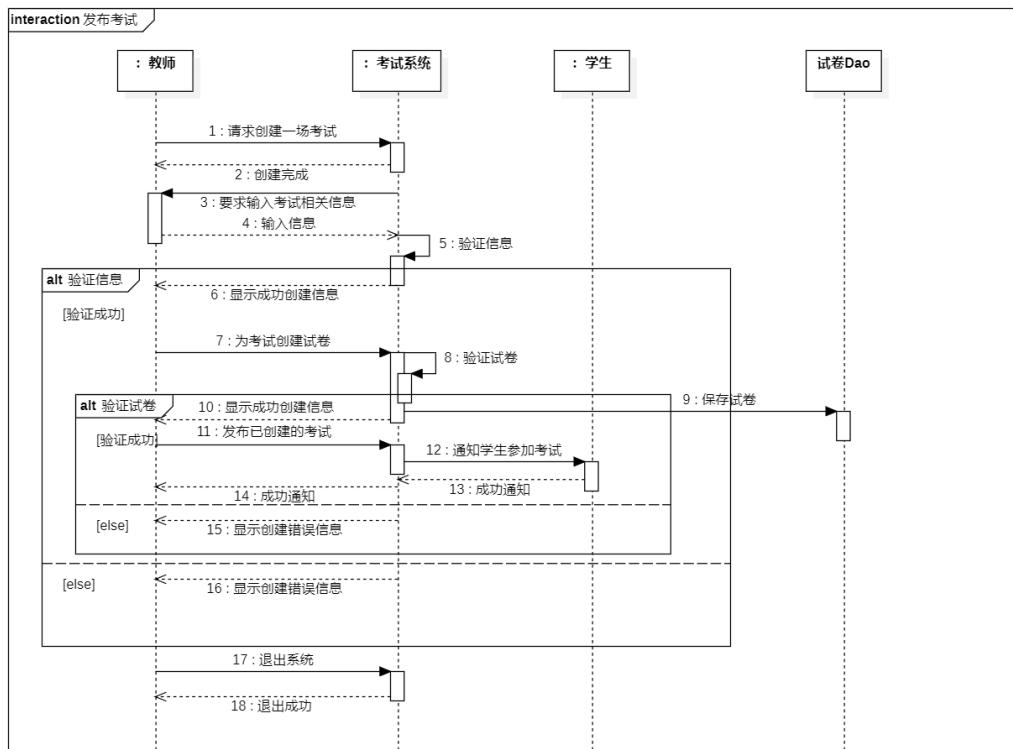 interaction 发布考试
: 教师
: 考试系统
: 学生
试卷Dao
1 : 请求创建一场考试
2 : 创建完成
3 : 要求输入考试相关信息
4 : 输入信息
5 : 验证信息
alt 验证信息
6 : 显示成功创建信息
[验证成功]
7 : 为考试创建试卷
8 : 验证试卷
9 : 保存试卷
alt 验证试卷
10 : 显示成功创建信息
11 : 发布已创建的考试
[验证成功]
12 : 通知学生参加考试
13 : 成功通知
14 : 成功通知
[else]
15 : 显示创建错误信息
[else]
16 : 显示创建错误信息
17 : 退出系统
18 : 退出成功